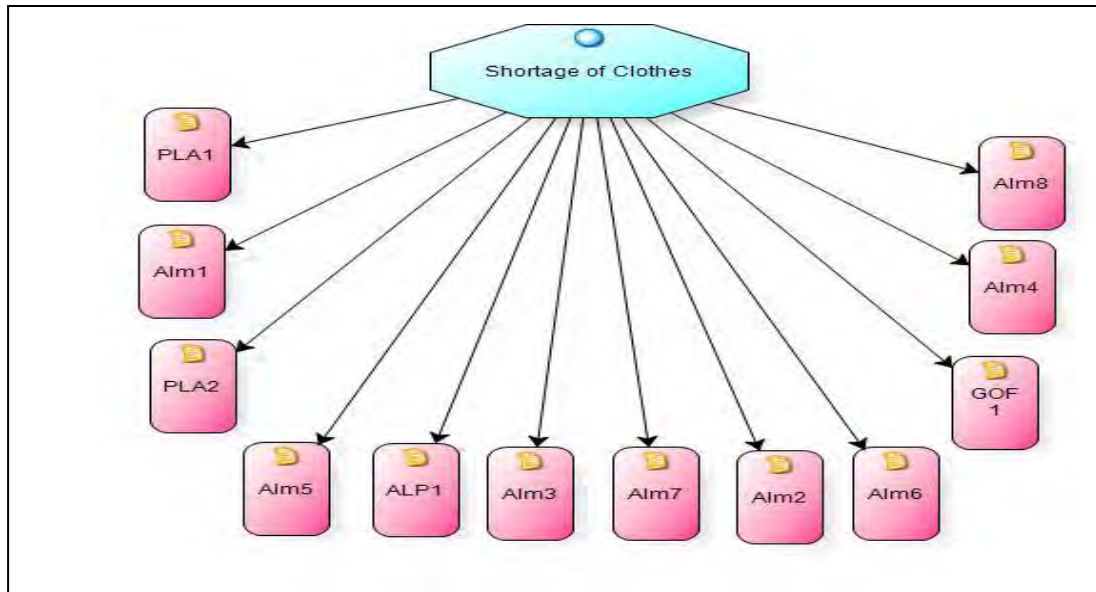 Shortage of Clothes
PLA1
Alm8
Alm1
Alm4
PLA2
GOF
1
Alm5
ALP1
Alm3
Alm7
Alm2
Alm6